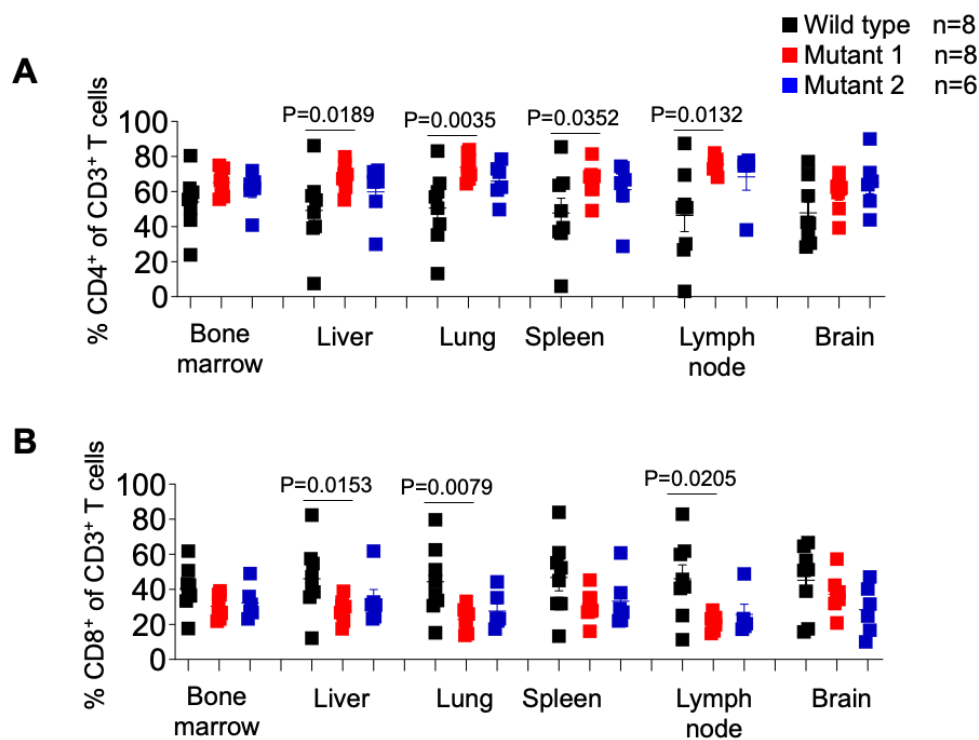 Wild type n=8
Mutant 1 n=8
Mutant 2 n=6
A
% CD4⁺ of CD3⁺ T cells
100
80
60
40
20
0
P=0.0189
P=0.0035
P=0.0352
P=0.0132
Bone marrow
Liver
Lung
Spleen
Lymph node
Brain
B
% CD8⁺ of CD3⁺ T cells
100
80
60
40
20
0
P=0.0153
P=0.0079
P=0.0205
Bone marrow
Liver
Lung
Spleen
Lymph node
Brain